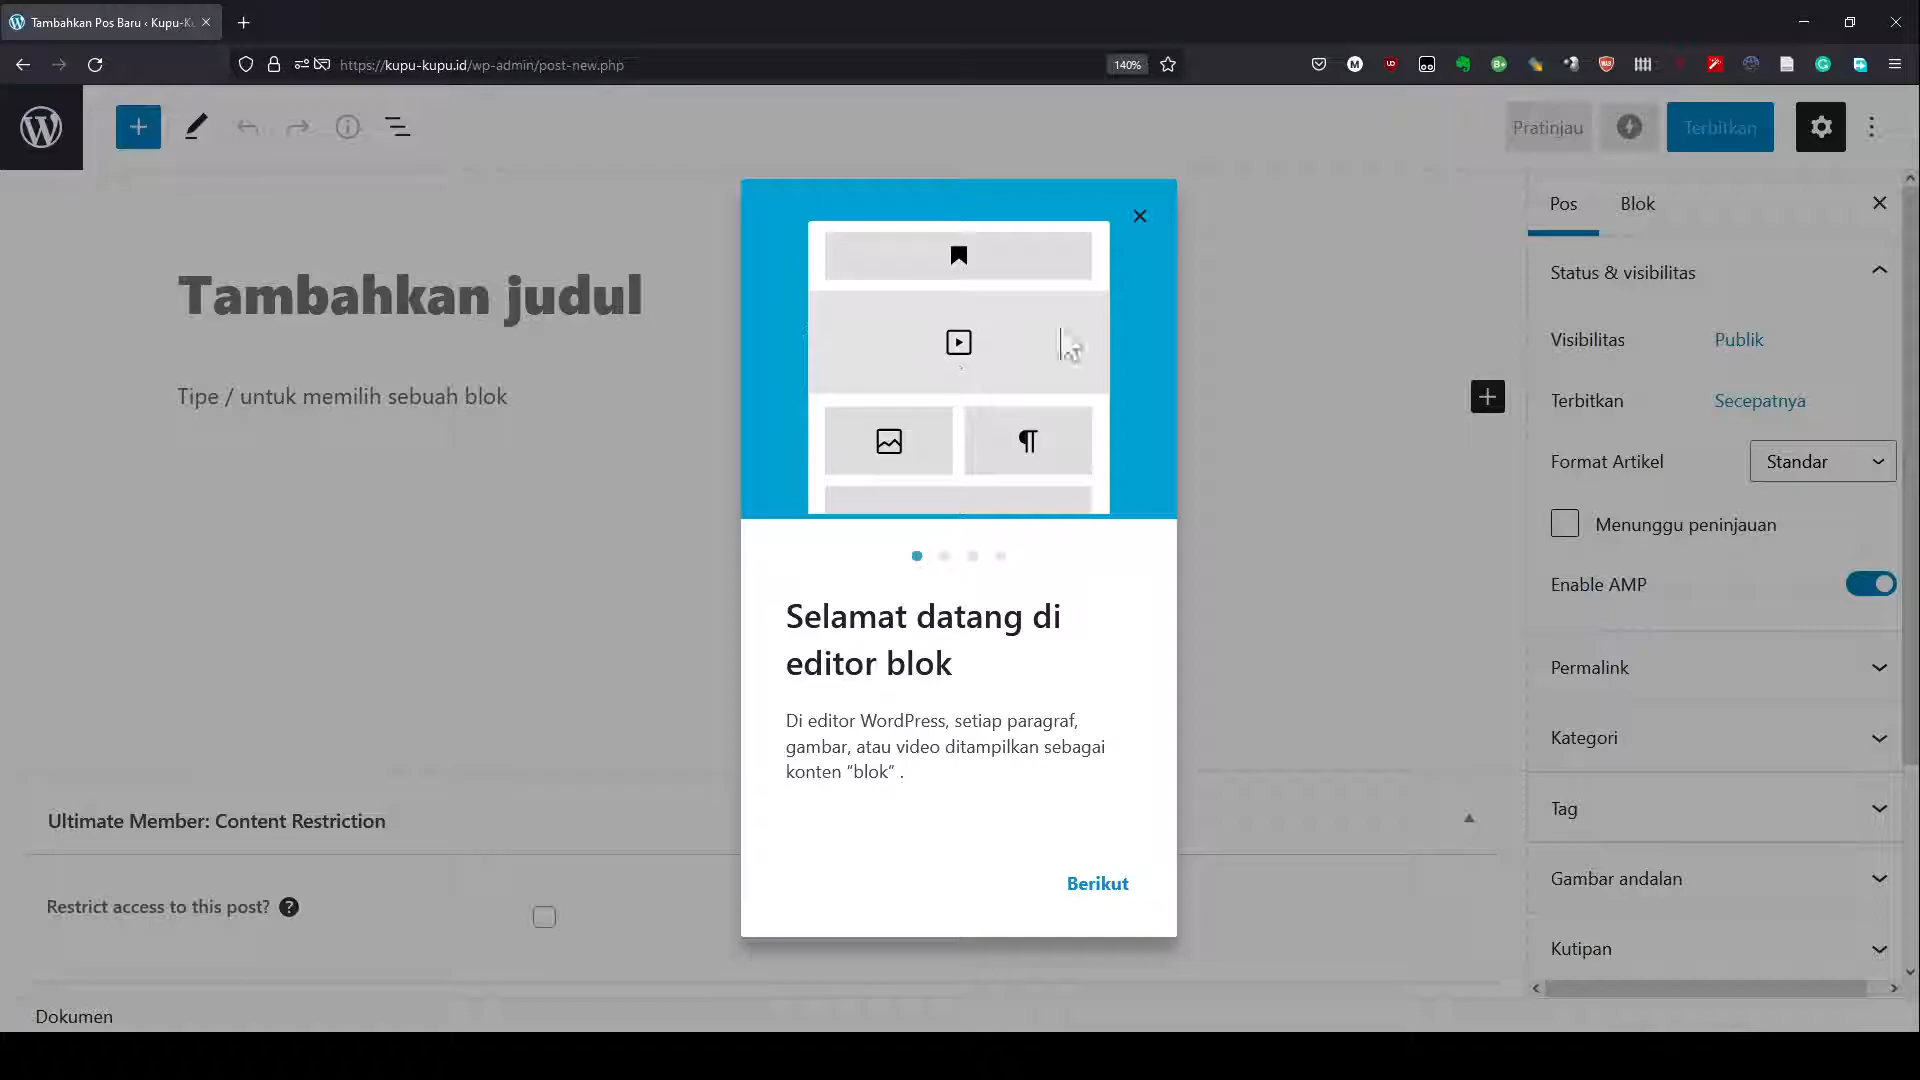 Tambahkan Pos Baru ‹ Kupu-Ku
https://kupu-kupu.id/wp-admin/post-new.php
140%
Pratinjau
Terbitkan
Tambahkan judul
Tipe / untuk memilih sebuah blok
Selamat datang di
editor blok
Di editor WordPress, setiap paragraf,
gambar, atau video ditampilkan sebagai
konten “blok” .
Berikut
Pos
Blok
Status & visibilitas
Visibilitas
Publik
Terbitkan
Secepatnya
Format Artikel
Standar
Menunggu peninjauan
Enable AMP
Permalink
Kategori
Tag
Gambar andalan
Kutipan
Ultimate Member: Content Restriction
Restrict access to this post?
Dokumen